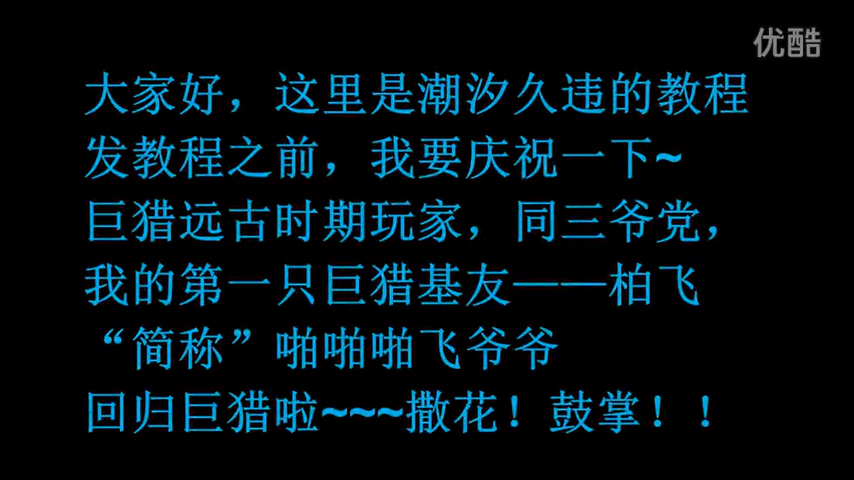 优酷
大家好，这里是潮汐久违的教程
发教程之前，我要庆祝一下~
巨猎远古时期玩家，同三爷党，
我的第一只巨猎基友——柏飞
“简称”啪啪啪飞爷爷
回归巨猎啦~~~撒花！鼓掌！！